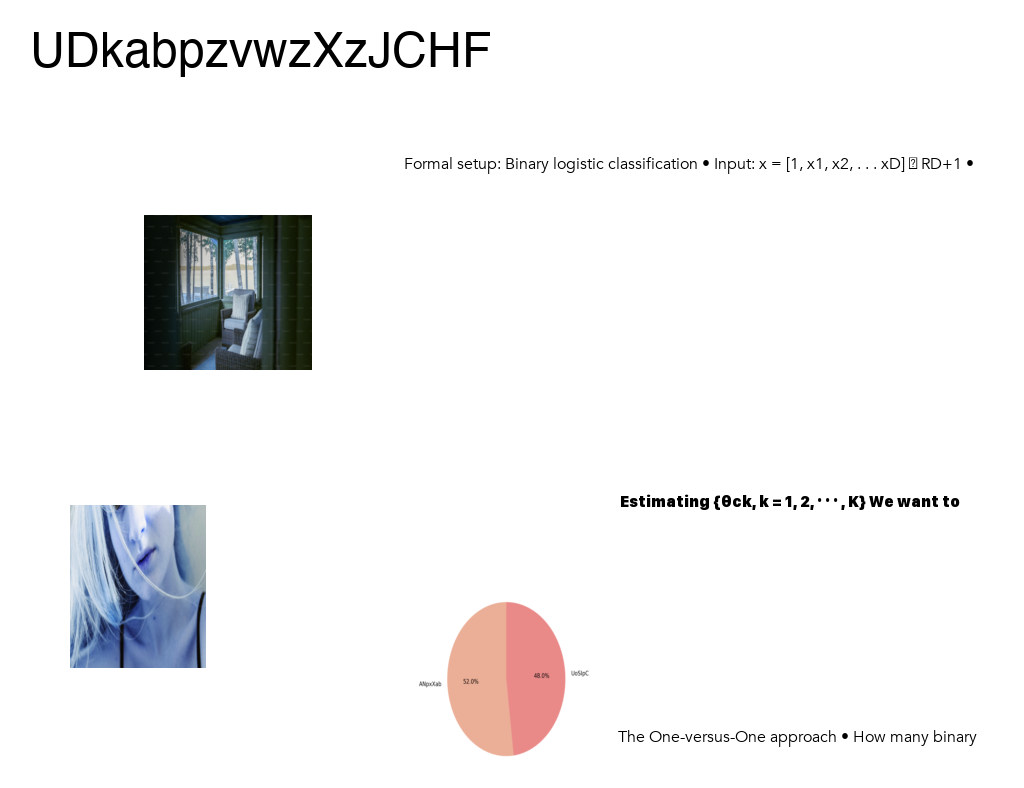 UDkabpzvwzXzJCHF
Formal setup: Binary logistic classification • Input: x = [1, x1, x2, . . . xD] RD+1 •
Estimating {θck, k = 1, 2, · · · , K} We want to
ANpxXab
52.0%
48.0%
UoSlpC
The One-versus-One approach • How many binary